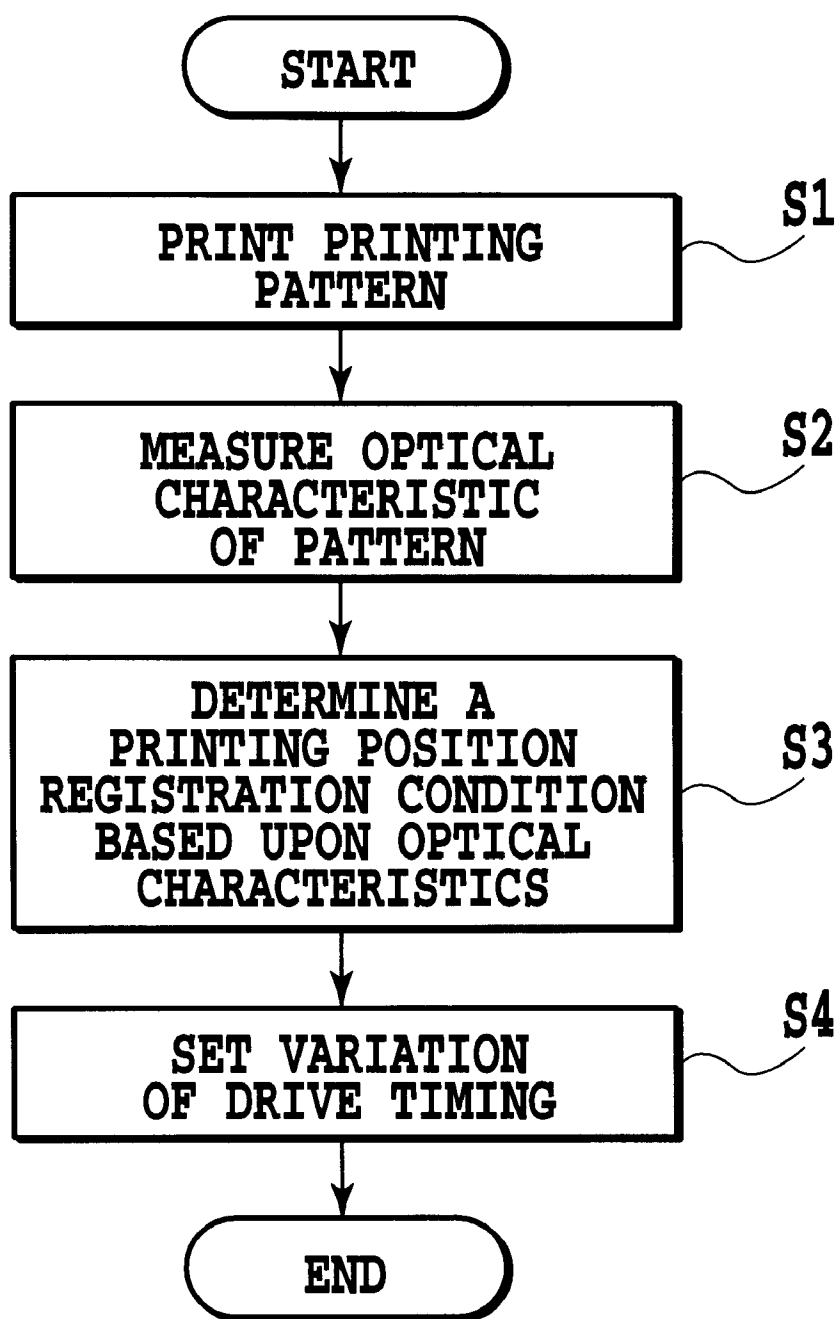 START
PRINT PRINTING
PATTERN
S1
MEASURE OPTICAL
CHARACTERISTIC
OF PATTERN
S2
DETERMINE A
PRINTING POSITION
REGISTRATION CONDITION
BASED UPON OPTICAL
CHARACTERISTICS
S3
SET VARIATION
OF DRIVE TIMING
S4
END